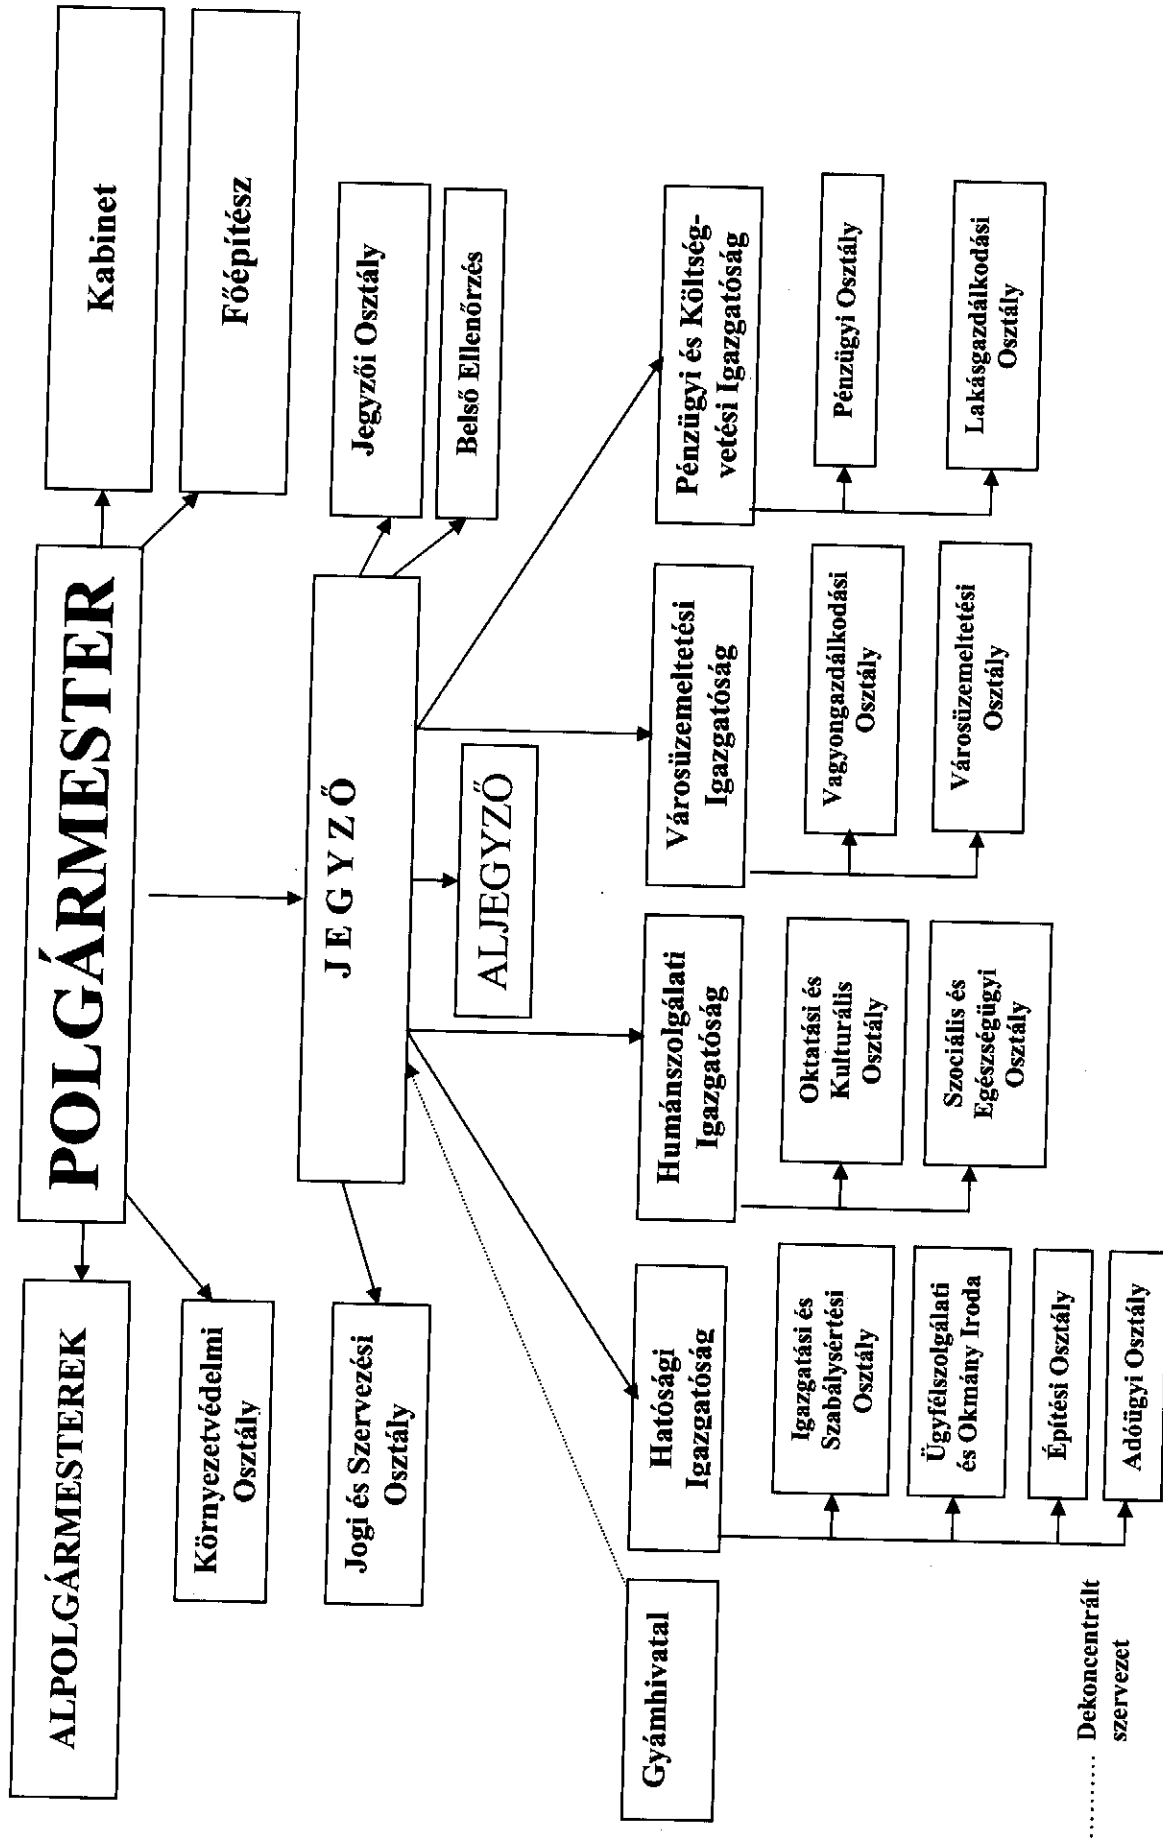 ALPOLGÁRMESTEREK
POLGÁRMESTER
Kabinet
Főépítész
Környezetvédelmi
Osztály
Jogi és Szervezési
Osztály
J E G Y Z Ő
Jegyzői Osztály
Belső Ellenőrzés
ALJEGYZŐ
Gyámhivatal
Hatósági
Igazgatóság
Humánszolgálati
Igazgatóság
Városüzemeltetési
Igazgatóság
Pénzügyi és Költség-
vetési Igazgatóság
Igazgatási és
Szabálysértési
Osztály
Ügyfélszolgálati
és Okmány Iroda
Építési Osztály
Adóügyi Osztály
Oktatási és
Kulturális
Osztály
Szociális és
Egészségügyi
Osztály
Vagyongazdálkodási
Osztály
Városüzemeltetési
Osztály
Pénzügyi Osztály
Lakásgazdálkodási
Osztály
.......... Dekoncentrált
szervezet